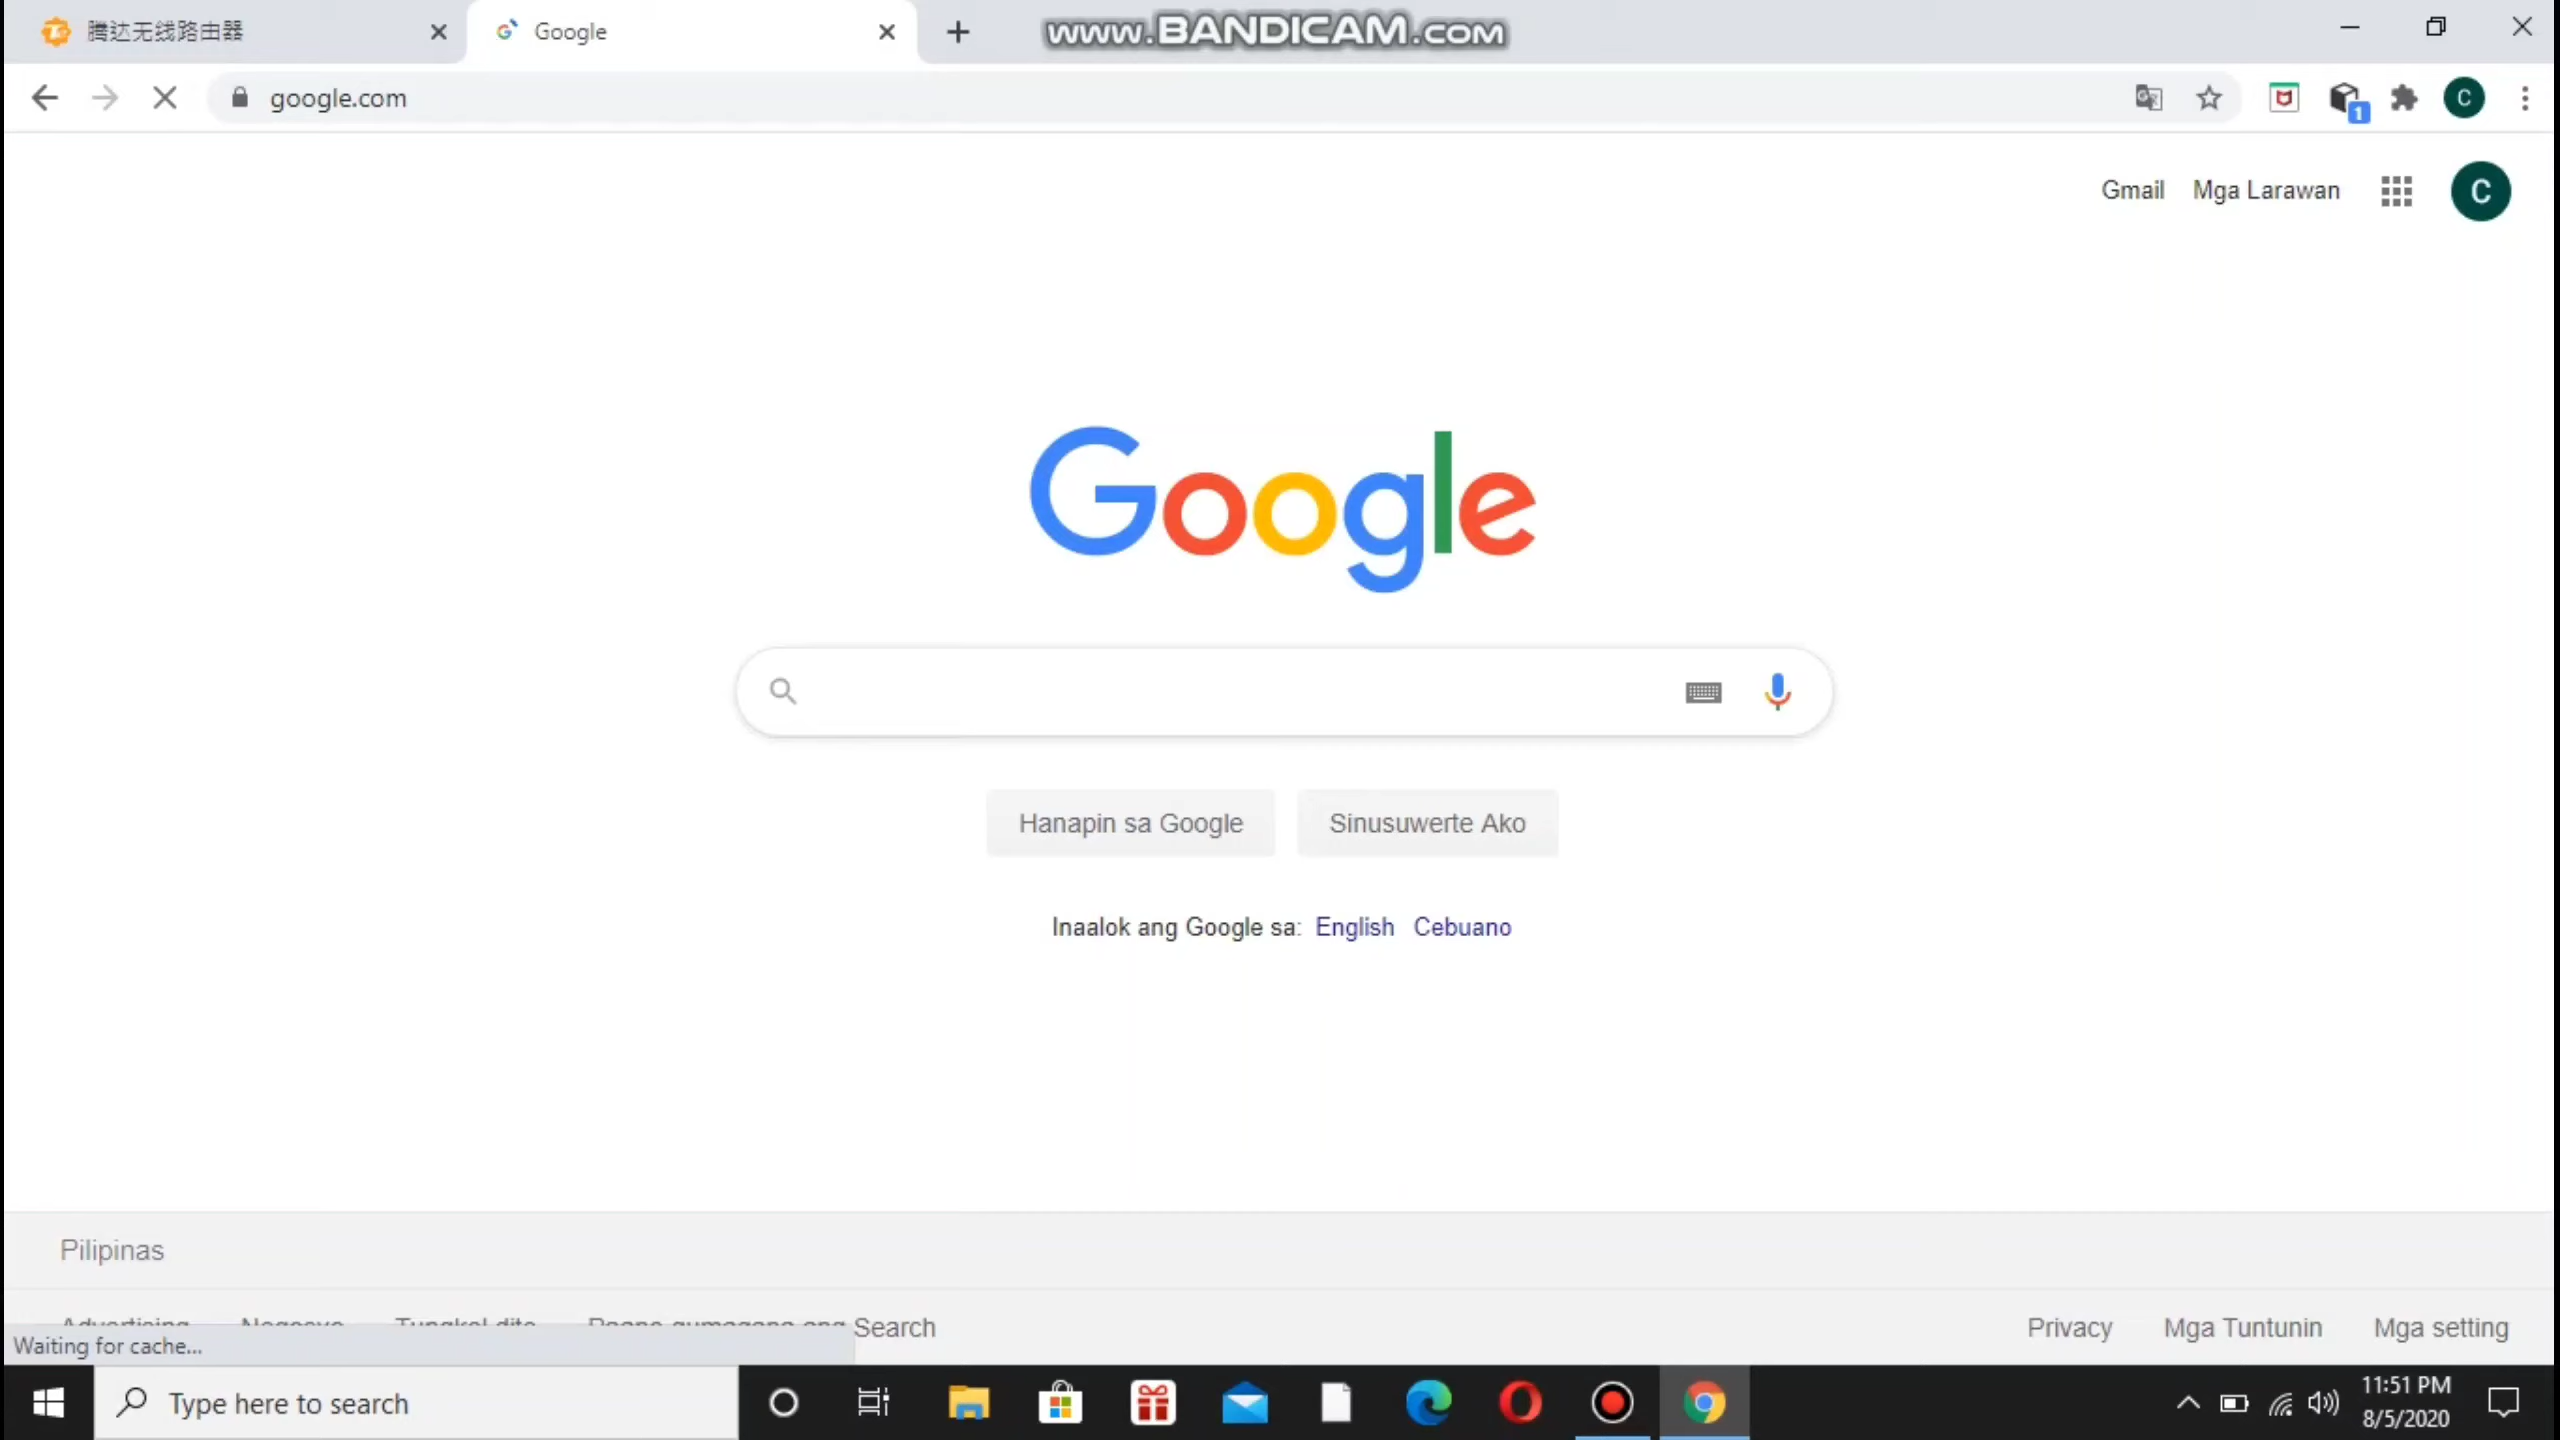 腾达无线路由器
Google
www.BANDICAM.com
google.com
1
C
Gmail Mga Larawan
C
Google
Hanapin sa Google Sinusuwerte Ako
Inaalok ang Google sa: English Cebuano
Pilipinas
Advertising Negosyo Tungkol dito Paano gumagana ang Search
Privacy Mga Tuntunin Mga setting
Waiting for cache...
Type here to search
11:51 PM
8/5/2020